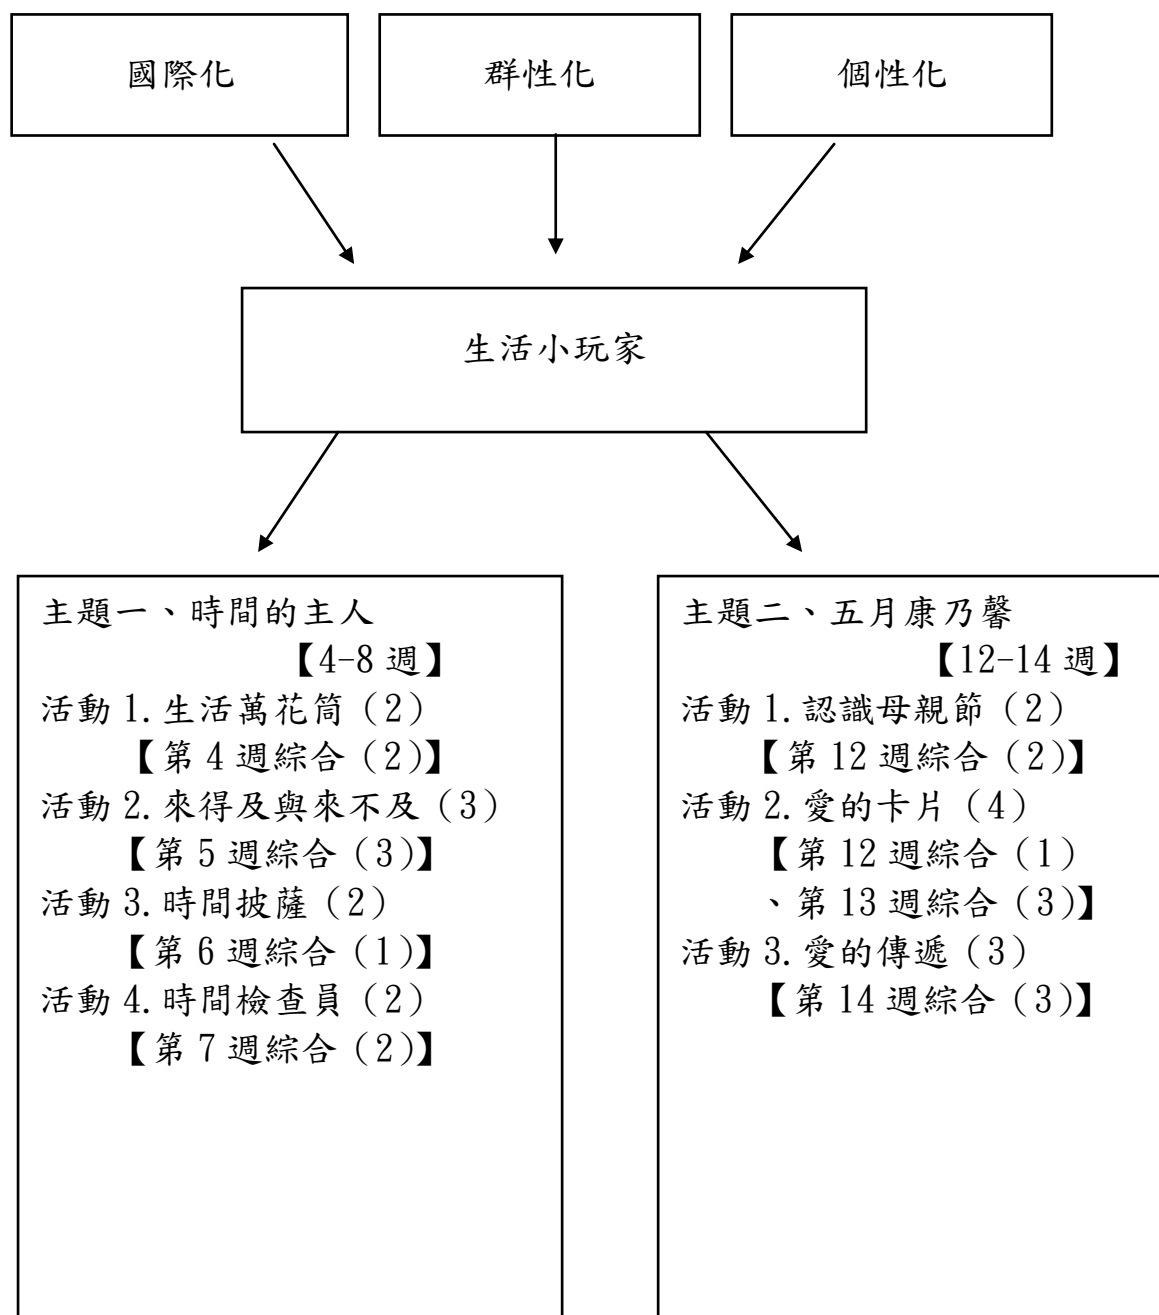 國際化
群性化
個性化
生活小玩家
主題一、時間的主人
【4-8 週】
活動 1.生活萬花筒（2）
【第 4 週綜合（2）】
活動 2.來得及與來不及（3）
【第 5 週綜合（3）】
活動 3.時間披薩（2）
【第 6 週綜合（1）】
活動 4.時間檢查員（2）
【第 7 週綜合（2）】
主題二、五月康乃馨
【12-14 週】
活動 1.認識母親節（2）
【第 12 週綜合（2）】
活動 2.愛的卡片（4）
【第 12 週綜合（1）
、第 13 週綜合（3）】
活動 3.愛的傳遞（3）
【第 14 週綜合（3）】